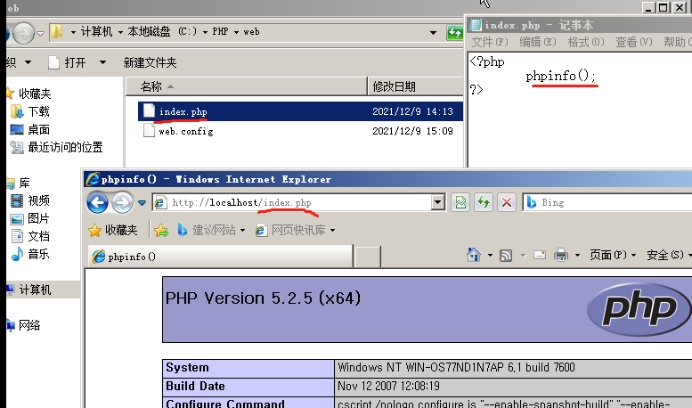 eb
index.php - 记事本
计算机 本地磁盘 (C:) PHP web
文件(F) 编辑(E) 格式(O) 查看(V) 帮助(
织 打开 新建文件夹
<?php
phpinfo();
?>
名称 修改日期
收藏夹
下载
桌面
最近访问的位置
index.php 2021/12/9 14:13
web.config 2021/12/9 15:09
库
视频
图片
文档
音乐
计算机
网络
phpinfo() - Windows Internet Explorer
http://localhost/index.php
Bing
收藏夹 建议网站 网页快讯库
phpinfo()
页面(P) 安全(S)
PHP Version 5.2.5 (x64)
php
System Windows NT WIN-OS77ND1N7AP 6.1 build 7600
Build Date Nov 12 2007 12:08:19
Configure Command cscript /nologo configure.js "--enable-snapshot-build" "--enable-